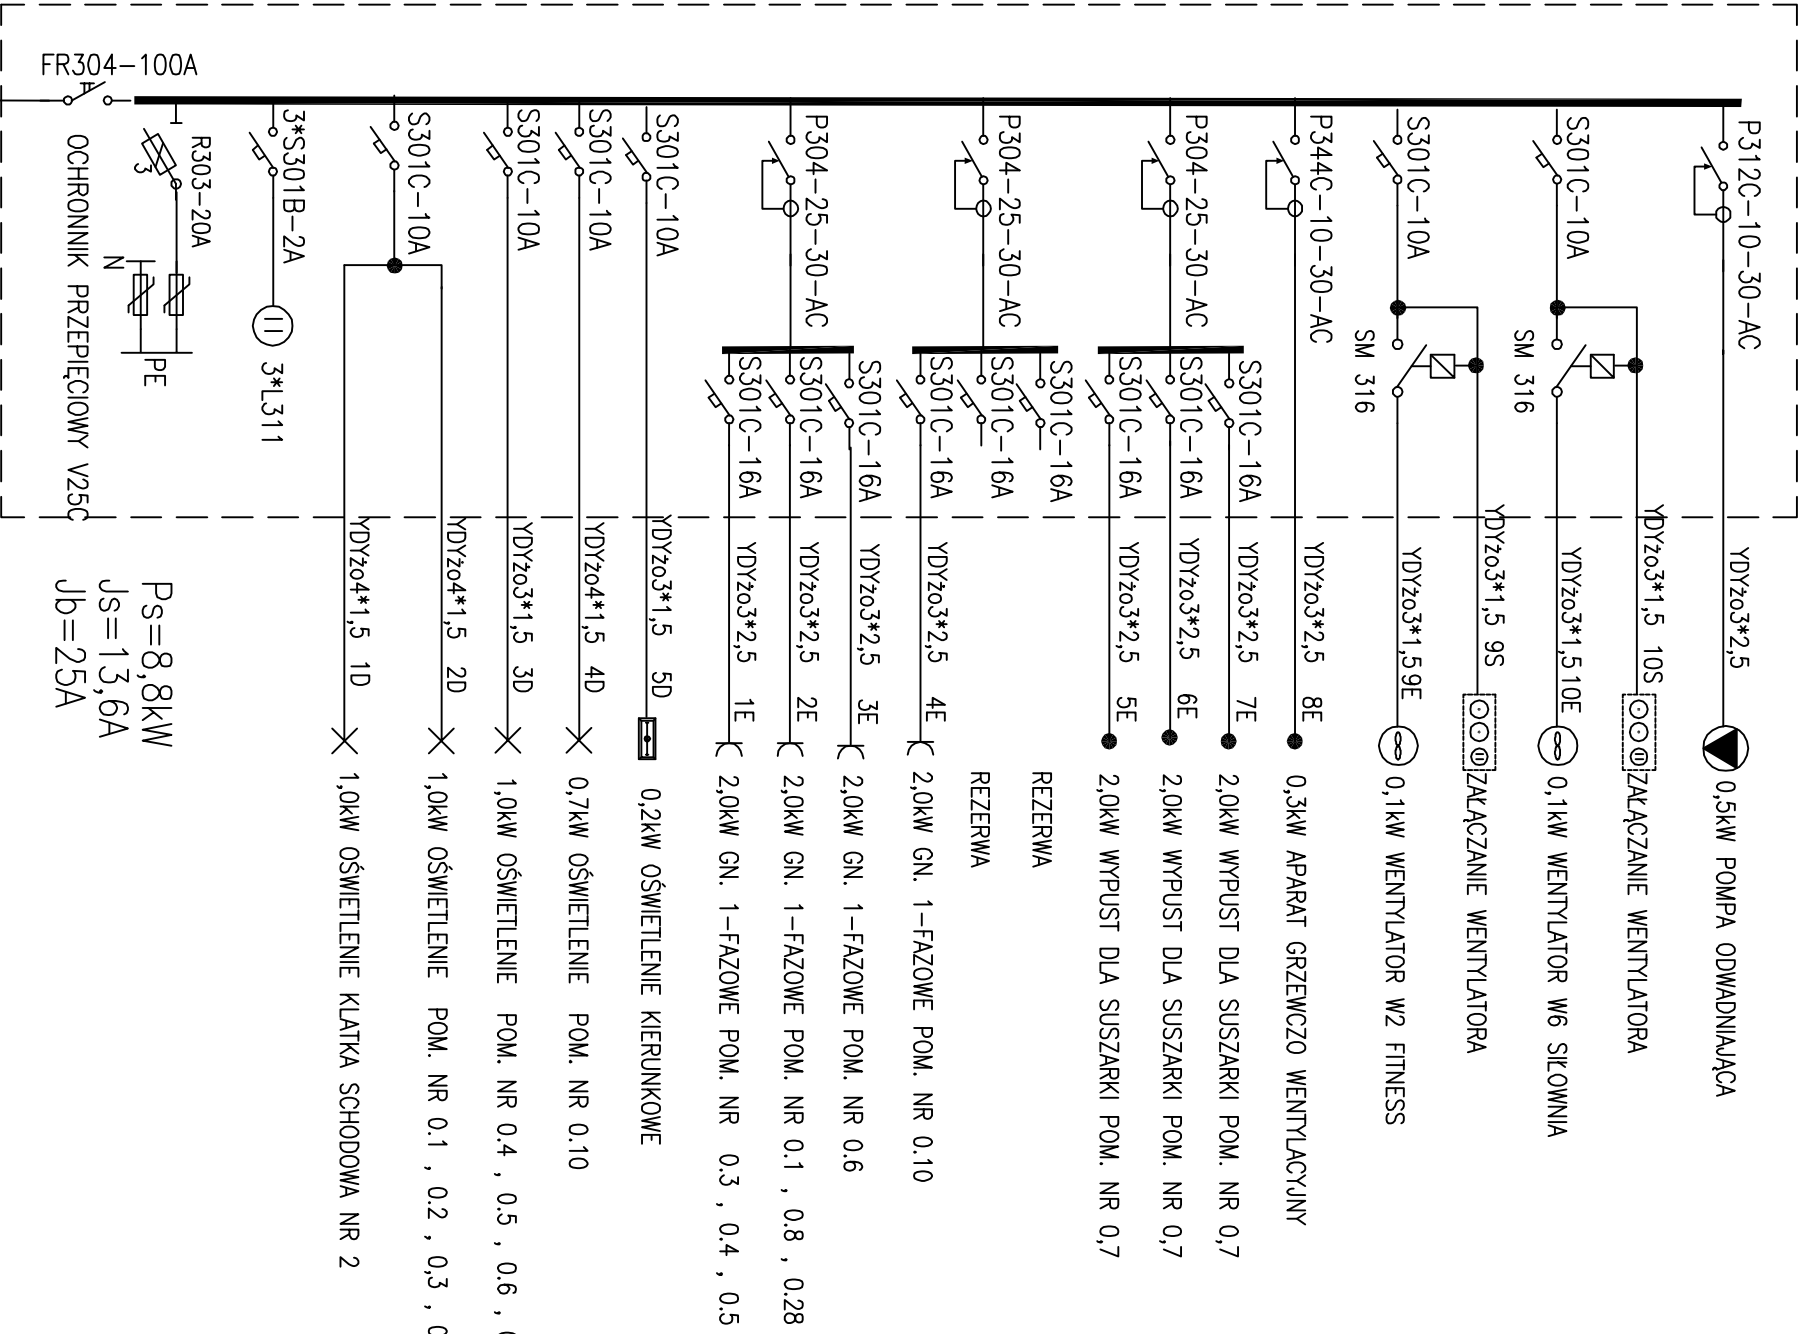 FR304-100A
OCHRONNIK PRZEPIĘCIOWY V25C
R303-20A
3
N
PE
3*S301B-2A
3*L311
S301C-10A
YDYżo4*1,5 1D
1,0kW OŚWIETLENIE KLATKA SCHODOWA NR 2
YDYżo4*1,5 2D
1,0kW OŚWIETLENIE POM. NR 0.1 , 0.2 , 0,3 ,
S301C-10A
YDYżo3*1,5 3D
1,0kW OŚWIETLENIE POM. NR 0.4 , 0.5 , 0.6 ,
S301C-10A
YDYżo4*1,5 4D
0,7kW OŚWIETLENIE POM. NR 0.10
S301C-10A
YDYżo3*1,5 5D
0,2kW OŚWIETLENIE KIERUNKOWE
P304-25-30-AC
S301C-16A
YDYżo3*2,5 1E
2,0kW GN. 1-FAZOWE POM. NR 0.3 , 0.4 , 0.5
S301C-16A
YDYżo3*2,5 2E
2,0kW GN. 1-FAZOWE POM. NR 0.1 , 0.8 , 0.28
S301C-16A
YDYżo3*2,5 3E
2,0kW GN. 1-FAZOWE POM. NR 0.6
P304-25-30-AC
S301C-16A
YDYżo3*2,5 4E
2,0kW GN. 1-FAZOWE POM. NR 0.10
S301C-16A
REZERWA
S301C-16A
REZERWA
P304-25-30-AC
S301C-16A
YDYżo3*2,5 5E
2,0kW WYPUST DLA SUSZARKI POM. NR 0,7
S301C-16A
YDYżo3*2,5 6E
2,0kW WYPUST DLA SUSZARKI POM. NR 0,7
S301C-16A
YDYżo3*2,5 7E
2,0kW WYPUST DLA SUSZARKI POM. NR 0,7
P344C-10-30-AC
YDYżo3*2,5 8E
0,3kW APARAT GRZEWCZO WENTYLACYJNY
S301C-10A
SM 316
YDYżo3*1,5 9E
0,1kW WENTYLATOR W2 FITNESS
YDYżo3*1,5 9S
ZAŁĄCZANIE WENTYLATORA
S301C-10A
SM 316
YDYżo3*1,5 10E
0,1kW WENTYLATOR W6 SIŁOWNIA
YDYżo3*1,5 10S
ZAŁĄCZANIE WENTYLATORA
P312C-10-30-AC
YDYżo3*2,5
0,5kW POMPA ODWADNIAJĄCA
Ps=8,8kW
Js=13,6A
Jb=25A